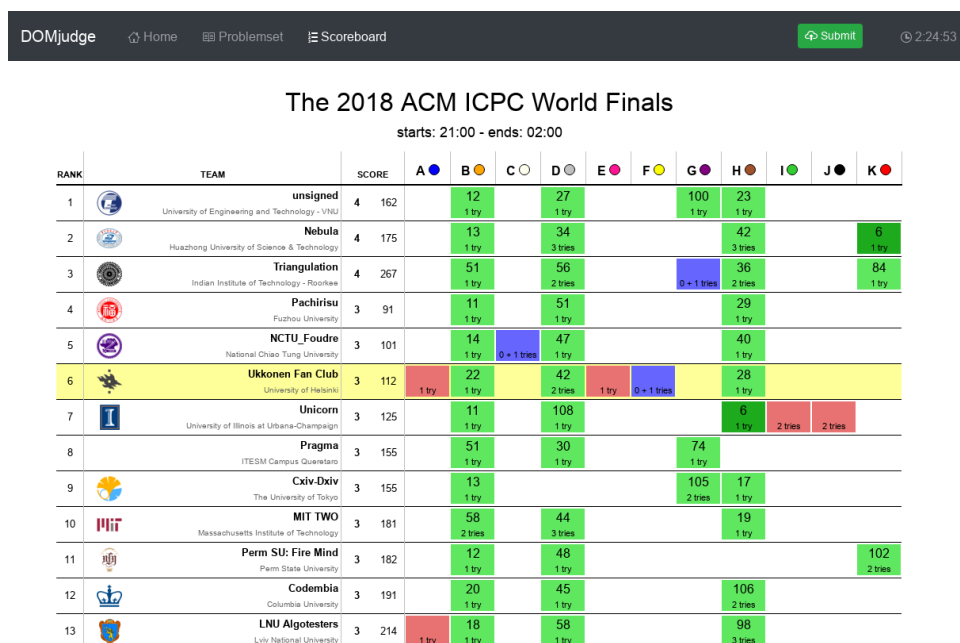 DOMjudge Home Problemset Scoreboard Submit 2:24:53
The 2018 ACM ICPC World Finals
starts: 21:00 - ends: 02:00
RANK TEAM SCORE A B C D E F G H I J K
1 unsigned 4 162 12 27 100 23
University of Engineering and Technology - VNU 1 try 1 try 1 try 1 try
2 Nebula 4 175 13 34 42 6
Huazhong University of Science & Technology 1 try 3 tries 3 tries 1 try
3 Triangulation 4 267 51 56 36 84
Indian Institute of Technology - Roorkee 1 try 2 tries 0 + 1 tries 2 tries 1 try
4 Pachirisu 3 91 11 51 29
Fuzhou University 1 try 1 try 1 try
5 NCTU_Foudre 3 101 14 47 40
National Chiao Tung University 1 try 0 + 1 tries 1 try 1 try
6 Ukkonen Fan Club 3 112 22 42 28
University of Helsinki 1 try 1 try 2 tries 1 try 0 + 1 tries 1 try
7 Unicorn 3 125 11 108 6
University of Illinois at Urbana-Champaign 1 try 1 try 1 try 2 tries 2 tries
8 Pragma 3 155 51 30 74
ITESM Campus Queretaro 1 try 1 try 1 try
9 Cxiv-Dxiv 3 155 13 105 17
The University of Tokyo 1 try 2 tries 1 try
10 MIT TWO 3 181 58 44 19
Massachusetts Institute of Technology 2 tries 3 tries 1 try
11 Perm SU: Fire Mind 3 182 12 48 102
Perm State University 1 try 1 try 2 tries
12 Codembia 3 191 20 45 106
Columbia University 1 try 1 try 2 tries
13 LNU Algotesters 3 214 18 58 98
Lviv National University 1 try 1 try 1 try 3 tries